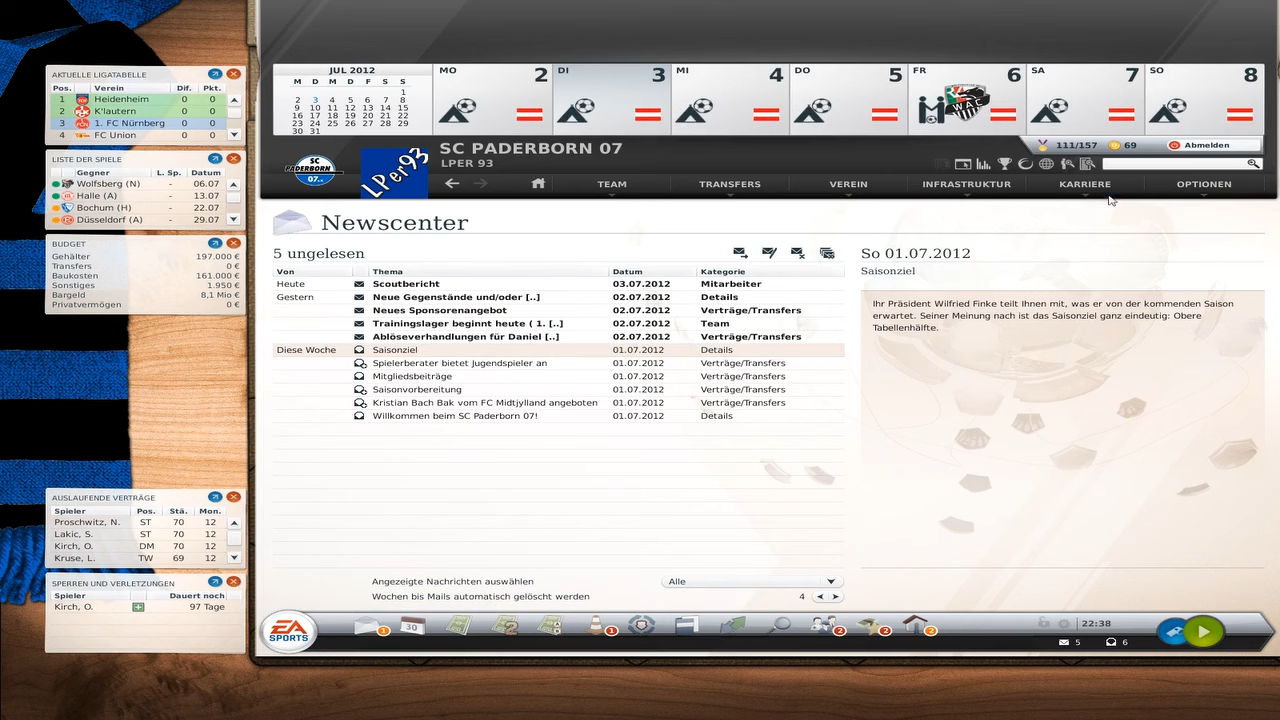 AKTUELLE LIGATABELLE
Pos. Verein Dif. Pkt.
1 Heidenheim 0 0
2 K'lautern 0 0
3 1. FC Nürnberg 0 0
4 FC Union 0 0
LISTE DER SPIELE
Gegner L. Sp. Datum
Wolfsberg (N) - 06.07
Halle (A) - 13.07
Bochum (H) - 22.07
Düsseldorf (A) - 29.07
BUDGET
Gehälter 197.000 €
Transfers 0 €
Baukosten 161.000 €
Sonstiges 1.950 €
Bargeld 8,1 Mio €
Privatvermögen 0 €
AUSLAUFENDE VERTRÄGE
Spieler Pos. Stä. Mon.
Proschwitz, N. ST 70 12
Lakic, S. ST 70 12
Kirch, O. DM 70 12
Kruse, L. TW 69 12
SPERREN UND VERLETZUNGEN
Spieler Dauert noch
Kirch, O. 97 Tage
JUL 2012
M D M D F S S
1
2 3 4 5 6 7 8
9 10 11 12 13 14 15
16 17 18 19 20 21 22
23 24 25 26 27 28 29
30 31
MO 2
DI 3
MI 4
DO 5
FR 6
WAC
SA 7
SO 8
SC PADERBORN 07..
LPer93
SC PADERBORN 07
LPER 93
111/157 69 Abmelden
TEAM TRANSFERS VEREIN INFRASTRUKTUR KARRIERE OPTIONEN
Newscenter
5 ungelesen
Von Thema Datum Kategorie
Heute Scoutbericht 03.07.2012 Mitarbeiter
Gestern Neue Gegenstände und/oder [..] 02.07.2012 Details
Neues Sponsorenangebot 02.07.2012 Verträge/Transfers
Trainingslager beginnt heute ( 1. [..] 02.07.2012 Team
Ablöseverhandlungen für Daniel [..] 02.07.2012 Verträge/Transfers
Diese Woche Saisonziel 01.07.2012 Details
Spielerberater bietet Jugendspieler an 01.07.2012 Verträge/Transfers
Mitgliedsbeiträge 01.07.2012 Verträge/Transfers
Saisonvorbereitung 01.07.2012 Verträge/Transfers
Kristian Bach Bak vom FC Midtjylland angeboten 01.07.2012 Verträge/Transfers
Willkommen beim SC Paderborn 07! 01.07.2012 Details
Angezeigte Nachrichten auswählen Alle
Wochen bis Mails automatisch gelöscht werden 4
So 01.07.2012
Saisonziel
Ihr Präsident Wilfried Finke teilt Ihnen mit, was er von der kommenden Saison
erwartet. Seiner Meinung nach ist das Saisonziel ganz eindeutig: Obere
Tabellenhälfte.
EA SPORTS
1 30 2 1 2 2 2
22:38
5 6